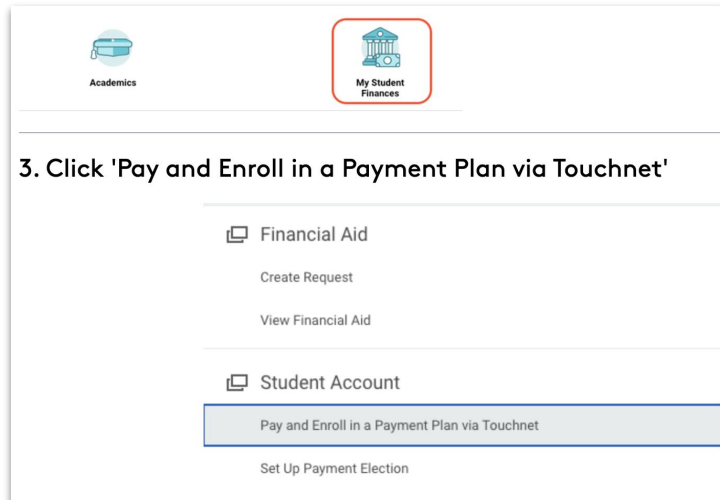 Academics
My Student
Finances
3. Click 'Pay and Enroll in a Payment Plan via Touchnet'
Financial Aid
Create Request
View Financial Aid
Student Account
Pay and Enroll in a Payment Plan via Touchnet
Set Up Payment Election